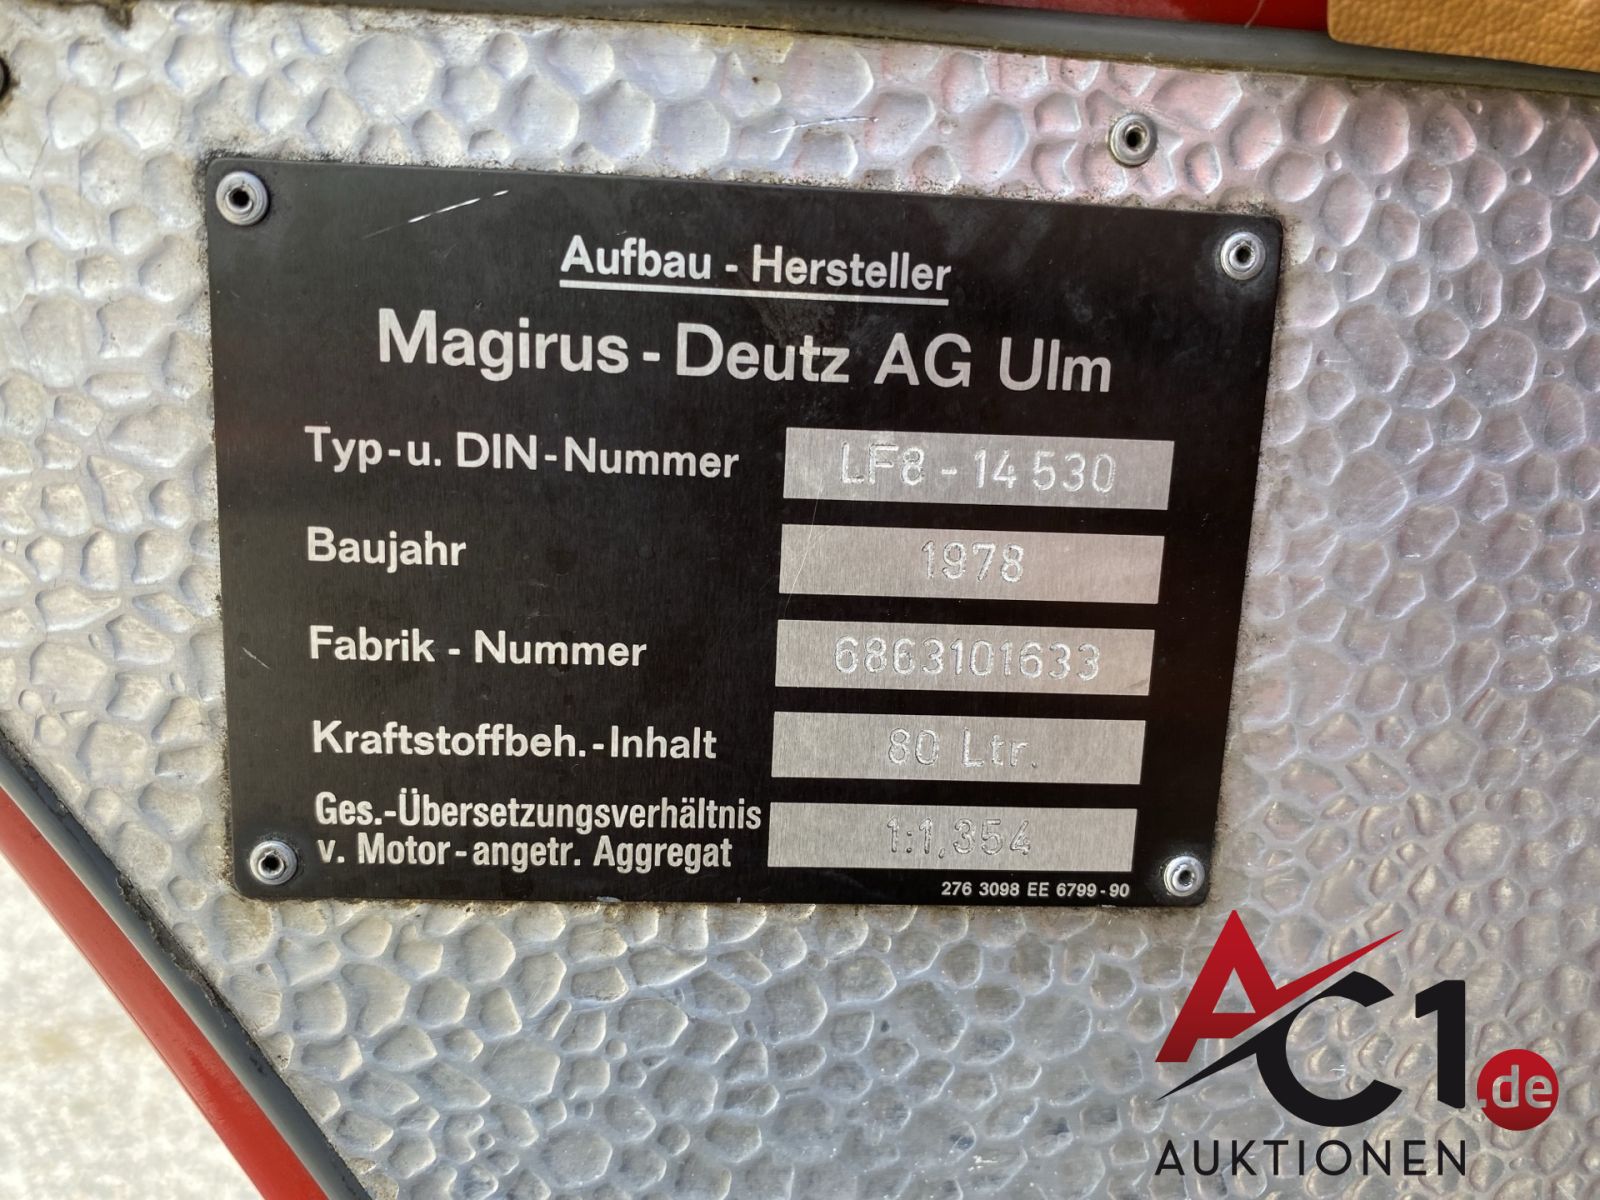 Aufbau - Hersteller
Magirus - Deutz AG Ulm
Typ-u. DIN-Nummer LF8 - 14 530
Baujahr 1978
Fabrik - Nummer 6863101633
Kraftstoffbeh.-Inhalt 80 Ltr.
Ges.-Übersetzungsverhältnis
v. Motor-angetr. Aggregat 1:1,354
276 3098 EE 6799-90
AC1.de
AUKTIONEN